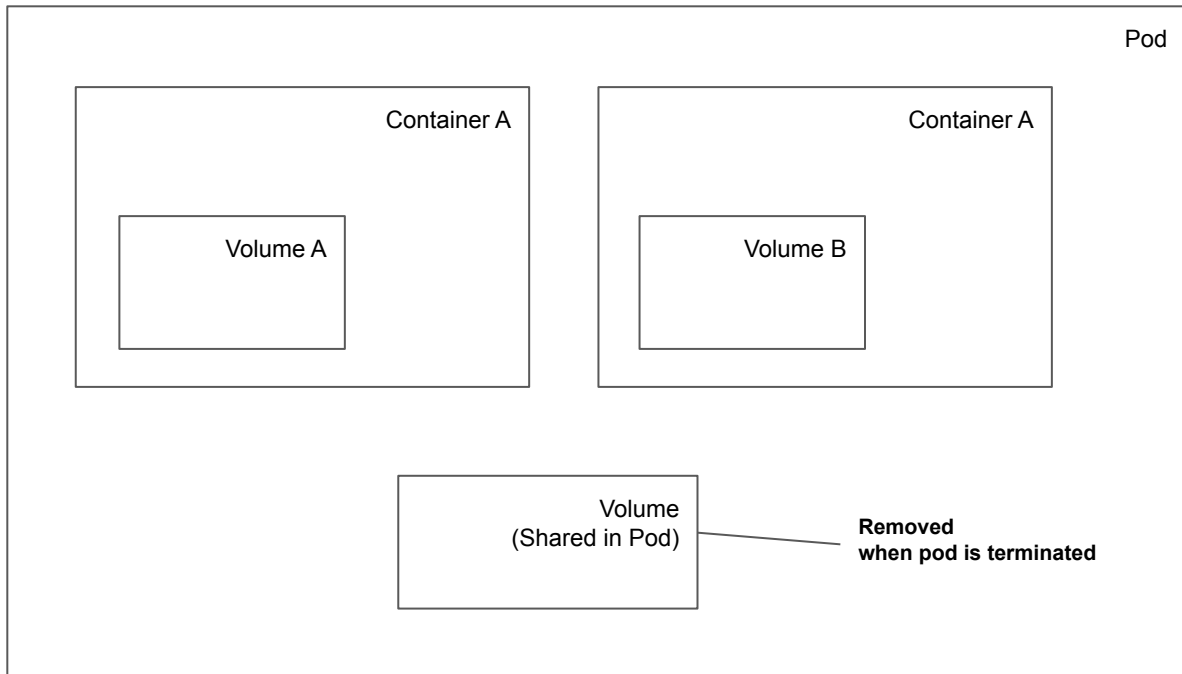 Pod
Container A
Container A
Volume A
Volume B
Volume
(Shared in Pod)
Removed
when pod is terminated